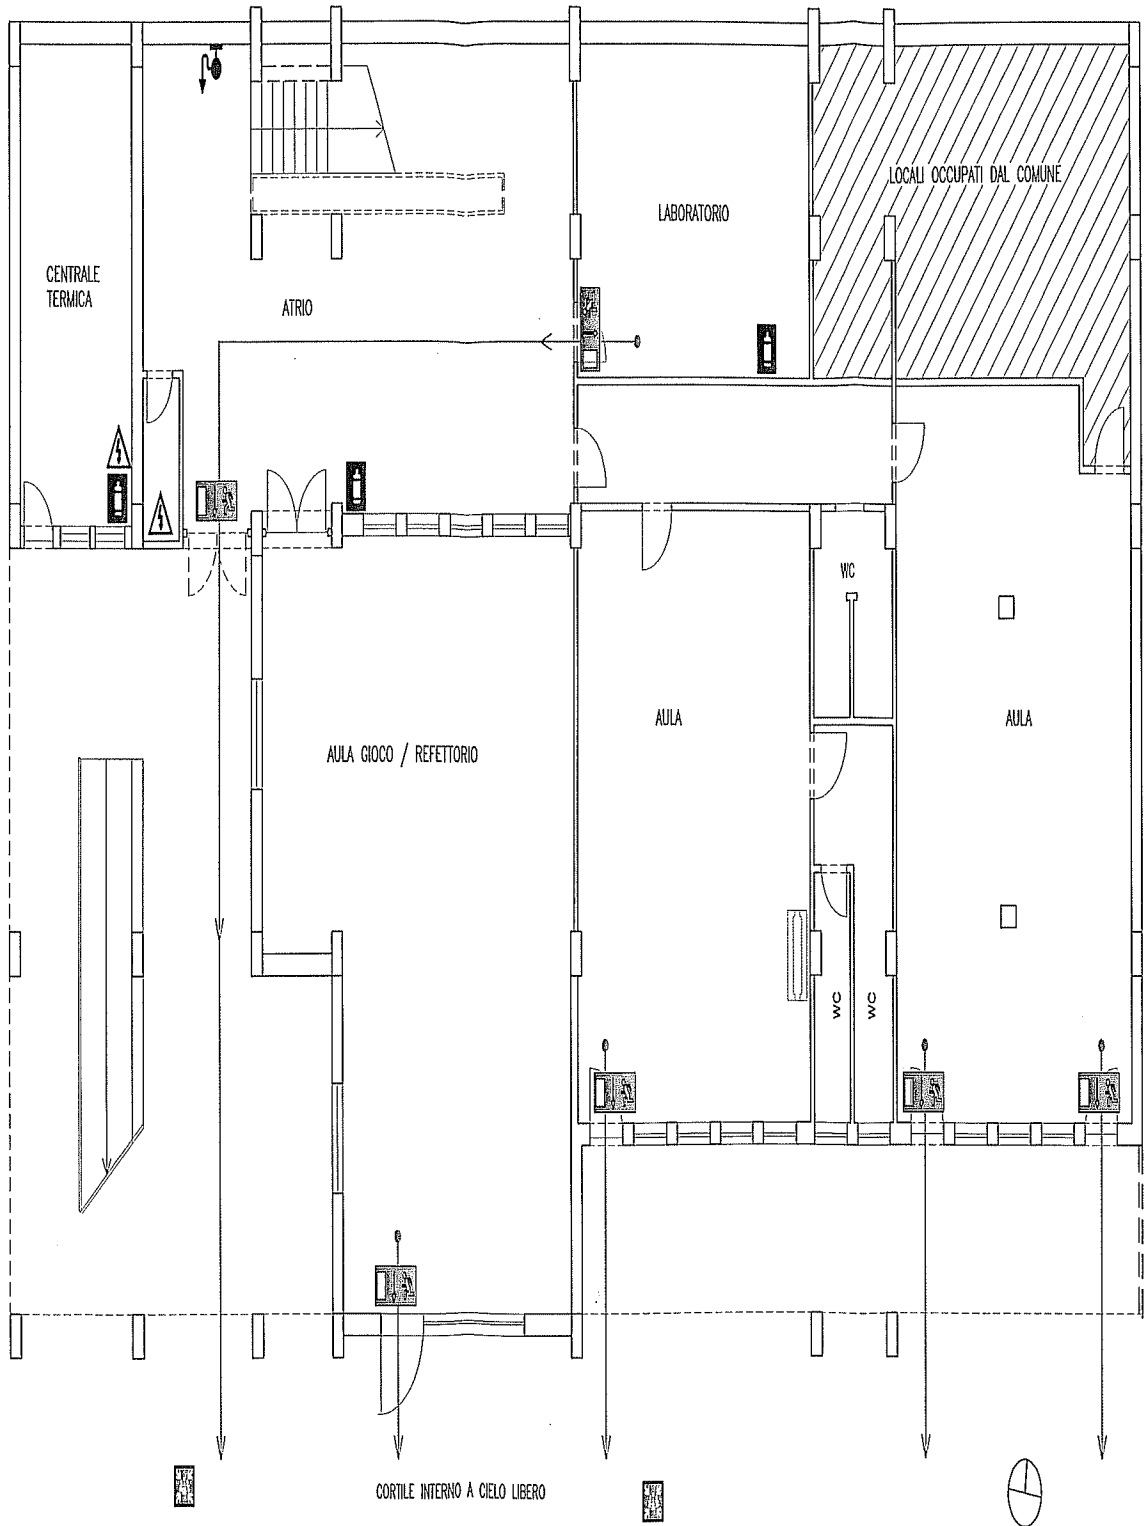 LOCALI OCCUPATI DAL COMUNE
LABORATORIO
CENTRALE
TERMICA
ATRIO
WC
AULA
AULA
AULA GIOCO / REFETTORIO
WC
WC
CORTILE INTERNO A CIELO LIBERO